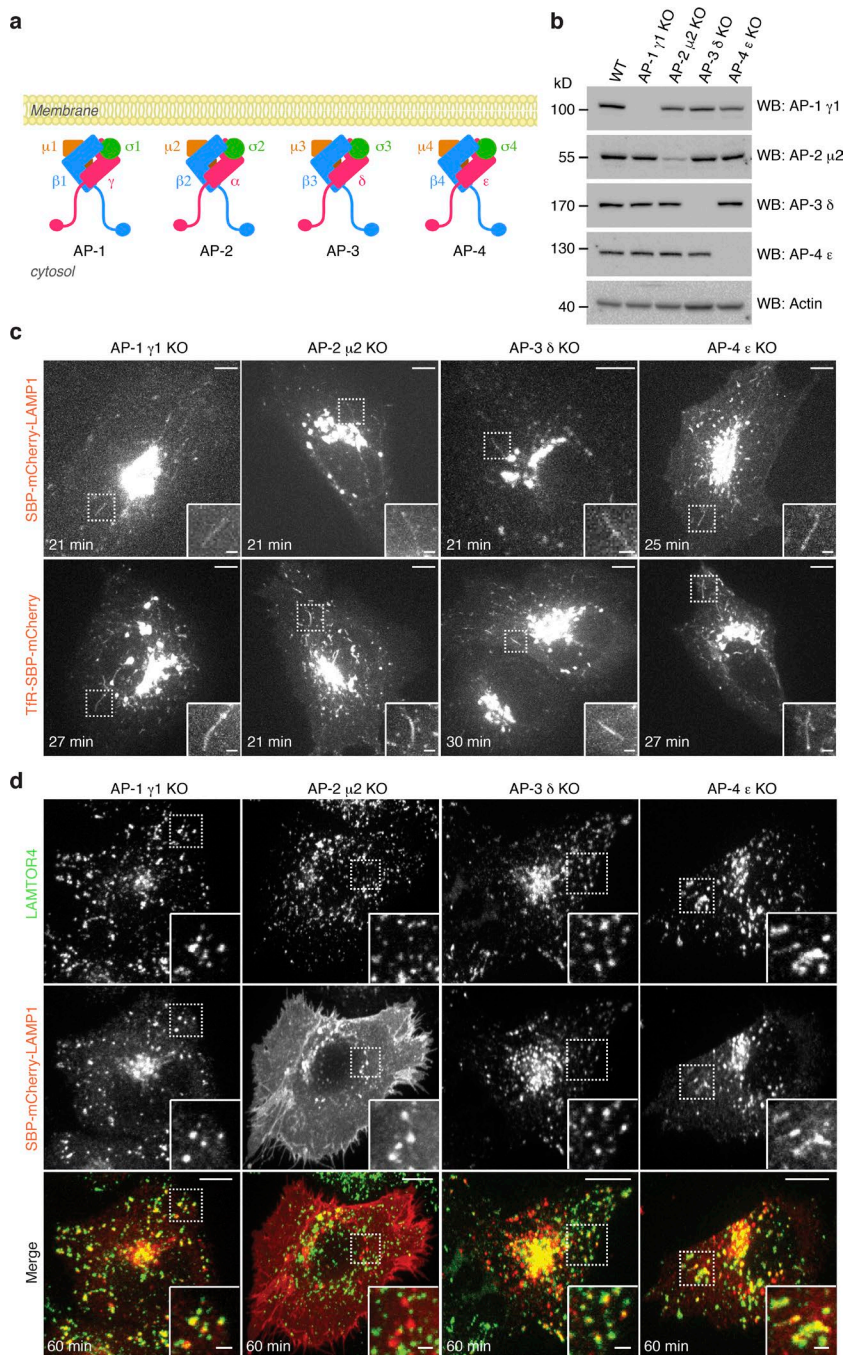 a
Membrane
μ1 σ1 μ2 σ2 μ3 σ3 μ4 σ4
β1 γ β2 α β3 δ β4 ε
AP-1 AP-2 AP-3 AP-4
cytosol
b
kD WT AP-1 γ1 KO AP-2 μ2 KO AP-3 δ KO AP-4 ε KO
100 WB: AP-1 γ1
55 WB: AP-2 μ2
170 WB: AP-3 δ
130 WB: AP-4 ε
40 WB: Actin
c
AP-1 γ1 KO AP-2 μ2 KO AP-3 δ KO AP-4 ε KO
SBP-mCherry-LAMP1
21 min 21 min 21 min 25 min
TfR-SBP-mCherry
27 min 21 min 30 min 27 min
d
AP-1 γ1 KO AP-2 μ2 KO AP-3 δ KO AP-4 ε KO
LAMTOR4
SBP-mCherry-LAMP1
Merge
60 min 60 min 60 min 60 min